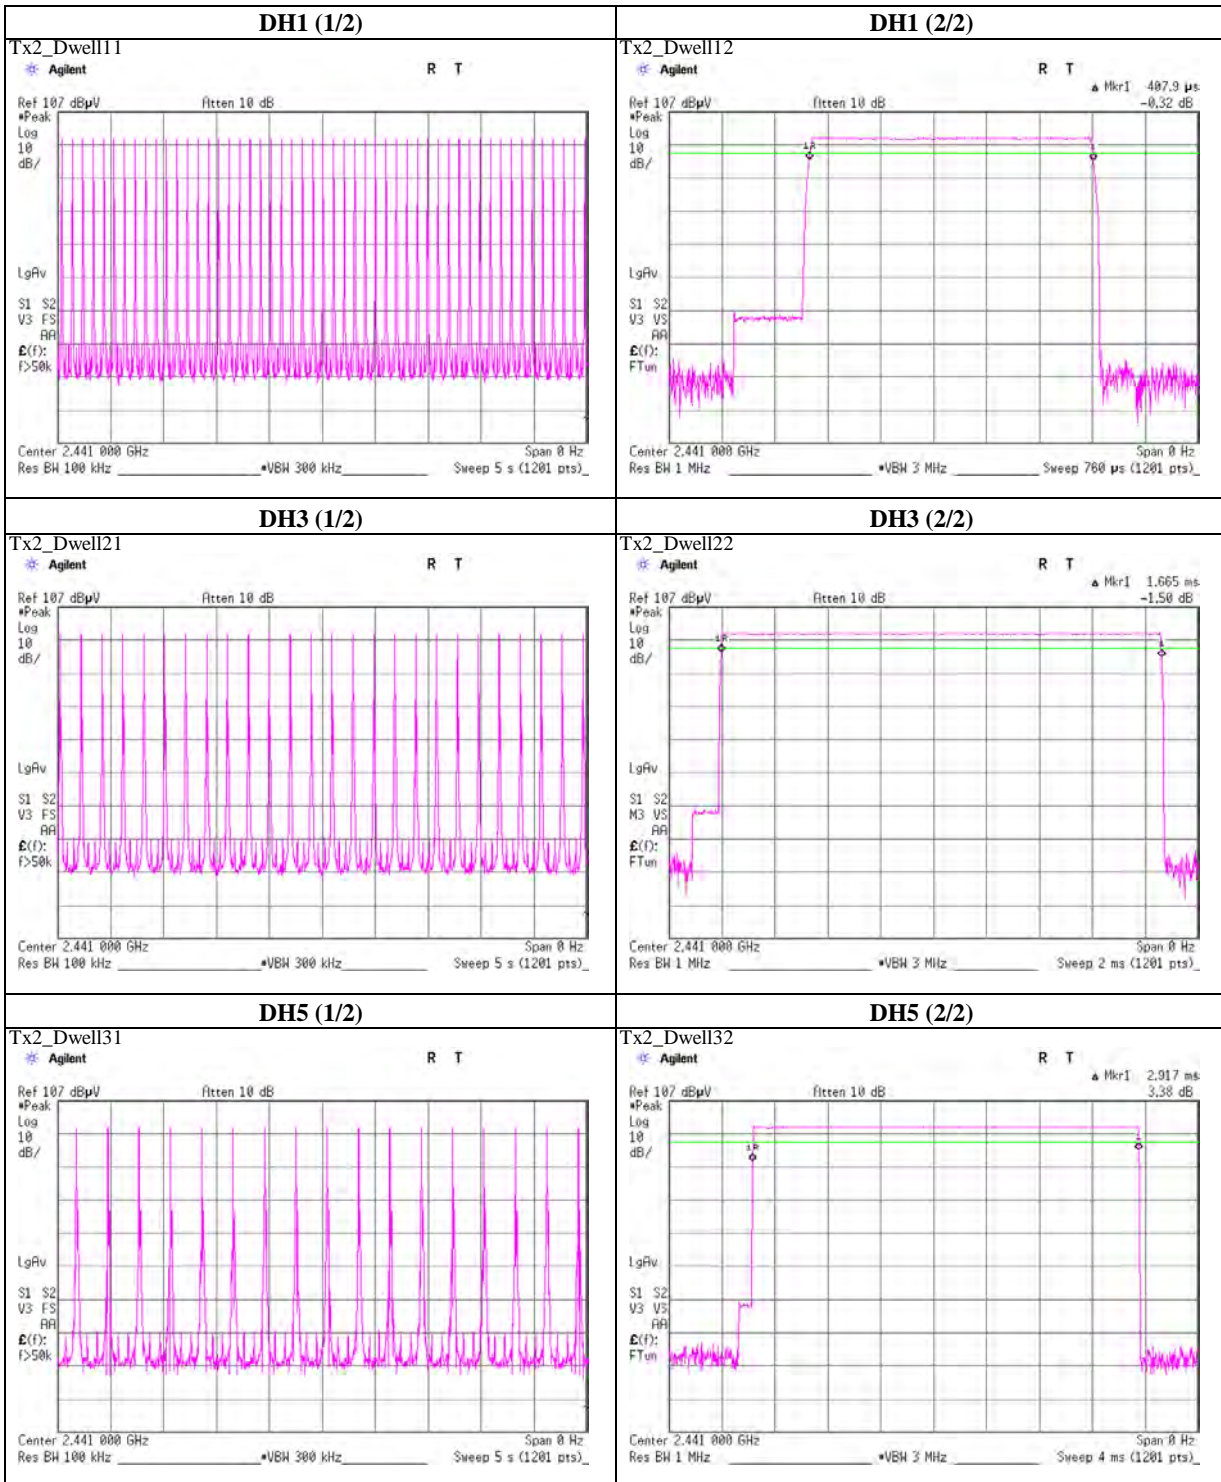 DH1 (1/2)
DH1 (2/2)
Tx2_Dwell11
Agilent
R T
Ref 107 dBµV
Atten 10 dB
*Peak
Log
10
dB/
LgAv
S1 S2
V3 FS
AA
£(f):
f>50k
Center 2.441 000 GHz
Span 0 Hz
Res BW 100 kHz
*VBW 300 kHz
Sweep 5 s (1201 pts)
Tx2_Dwell12
Agilent
R T
Δ Mkr1 407.9 µs
Ref 107 dBµV
Atten 10 dB
-0.32 dB
*Peak
Log
10
dB/
1R
1
LgAv
S1 S2
V3 VS
AA
£(f):
FTun
Center 2.441 000 GHz
Span 0 Hz
Res BW 1 MHz
*VBW 3 MHz
Sweep 760 µs (1201 pts)
DH3 (1/2)
DH3 (2/2)
Tx2_Dwell21
Agilent
R T
Ref 107 dBµV
Atten 10 dB
*Peak
Log
10
dB/
LgAv
S1 S2
V3 FS
AA
£(f):
f>50k
Center 2.441 000 GHz
Span 0 Hz
Res BW 100 kHz
*VBW 300 kHz
Sweep 5 s (1201 pts)
Tx2_Dwell22
Agilent
R T
Δ Mkr1 1.665 ms
Ref 107 dBµV
Atten 10 dB
-1.50 dB
*Peak
Log
10
dB/
1R
1
LgAv
S1 S2
M3 VS
AA
£(f):
FTun
Center 2.441 000 GHz
Span 0 Hz
Res BW 1 MHz
*VBW 3 MHz
Sweep 2 ms (1201 pts)
DH5 (1/2)
DH5 (2/2)
Tx2_Dwell31
Agilent
R T
Ref 107 dBµV
Atten 10 dB
*Peak
Log
10
dB/
LgAv
S1 S2
V3 FS
AA
£(f):
f>50k
Center 2.441 000 GHz
Span 0 Hz
Res BW 100 kHz
*VBW 300 kHz
Sweep 5 s (1201 pts)
Tx2_Dwell32
Agilent
R T
Δ Mkr1 2.917 ms
Ref 107 dBµV
Atten 10 dB
3.38 dB
*Peak
Log
10
dB/
1R
1
LgAv
S1 S2
V3 VS
AA
£(f):
FTun
Center 2.441 000 GHz
Span 0 Hz
Res BW 1 MHz
*VBW 3 MHz
Sweep 4 ms (1201 pts)